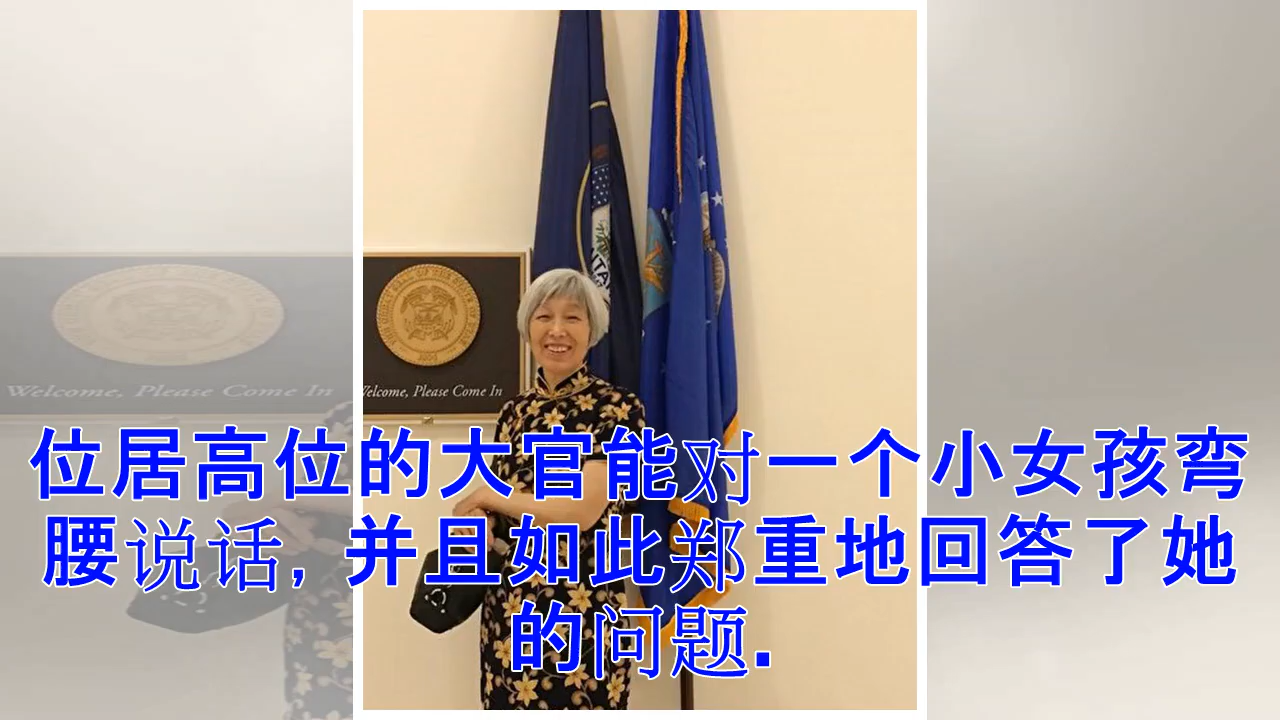 Welcome, Please Come In
elcome, Please Come In
位居高位的大官能对一个小女孩弯
腰说话, 并且如此郑重地回答了她
的问题.